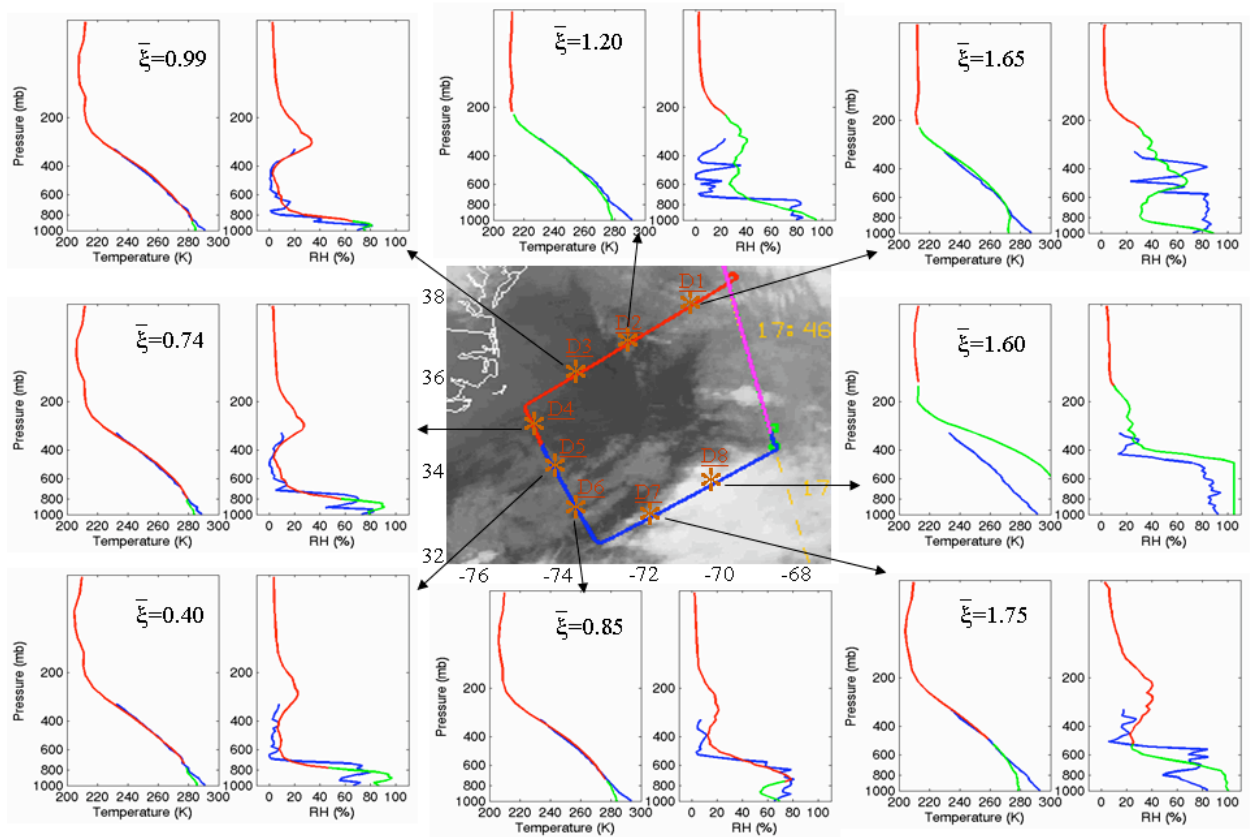 ξ=0.99
Pressure (mb)
200
400
600
800
1000
200 220 240 260 280 300
Temperature (K)
200
400
600
800
1000
0 20 40 60 80 100
RH (%)
ξ=1.20
Pressure (mb)
200
400
600
800
1000
200 220 240 260 280 300
Temperature (K)
200
400
600
800
1000
0 20 40 60 80 100
RH (%)
ξ=1.65
Pressure (mb)
200
400
600
800
1000
200 220 240 260 280 300
Temperature (K)
200
400
600
800
1000
0 20 40 60 80 100
RH (%)
ξ=0.74
Pressure (mb)
200
400
600
800
1000
200 220 240 260 280 300
Temperature (K)
200
400
600
800
1000
0 20 40 60 80 100
RH (%)
38
36
34
32
-76 -74 -72 -70 -68
D1
D2
D3
D4
D5
D6
D7
D8
17:46
17
ξ=1.60
Pressure (mb)
200
400
600
800
1000
200 220 240 260 280 300
Temperature (K)
200
400
600
800
1000
0 20 40 60 80 100
RH (%)
ξ=0.40
Pressure (mb)
200
400
600
800
1000
200 220 240 260 280 300
Temperature (K)
200
400
600
800
1000
0 20 40 60 80 100
RH (%)
ξ=0.85
Pressure (mb)
200
400
600
800
1000
200 220 240 260 280 300
Temperature (K)
200
400
600
800
1000
0 20 40 60 80 100
RH (%)
ξ=1.75
Pressure (mb)
200
400
600
800
1000
200 220 240 260 280 300
Temperature (K)
200
400
600
800
1000
0 20 40 60 80 100
RH (%)